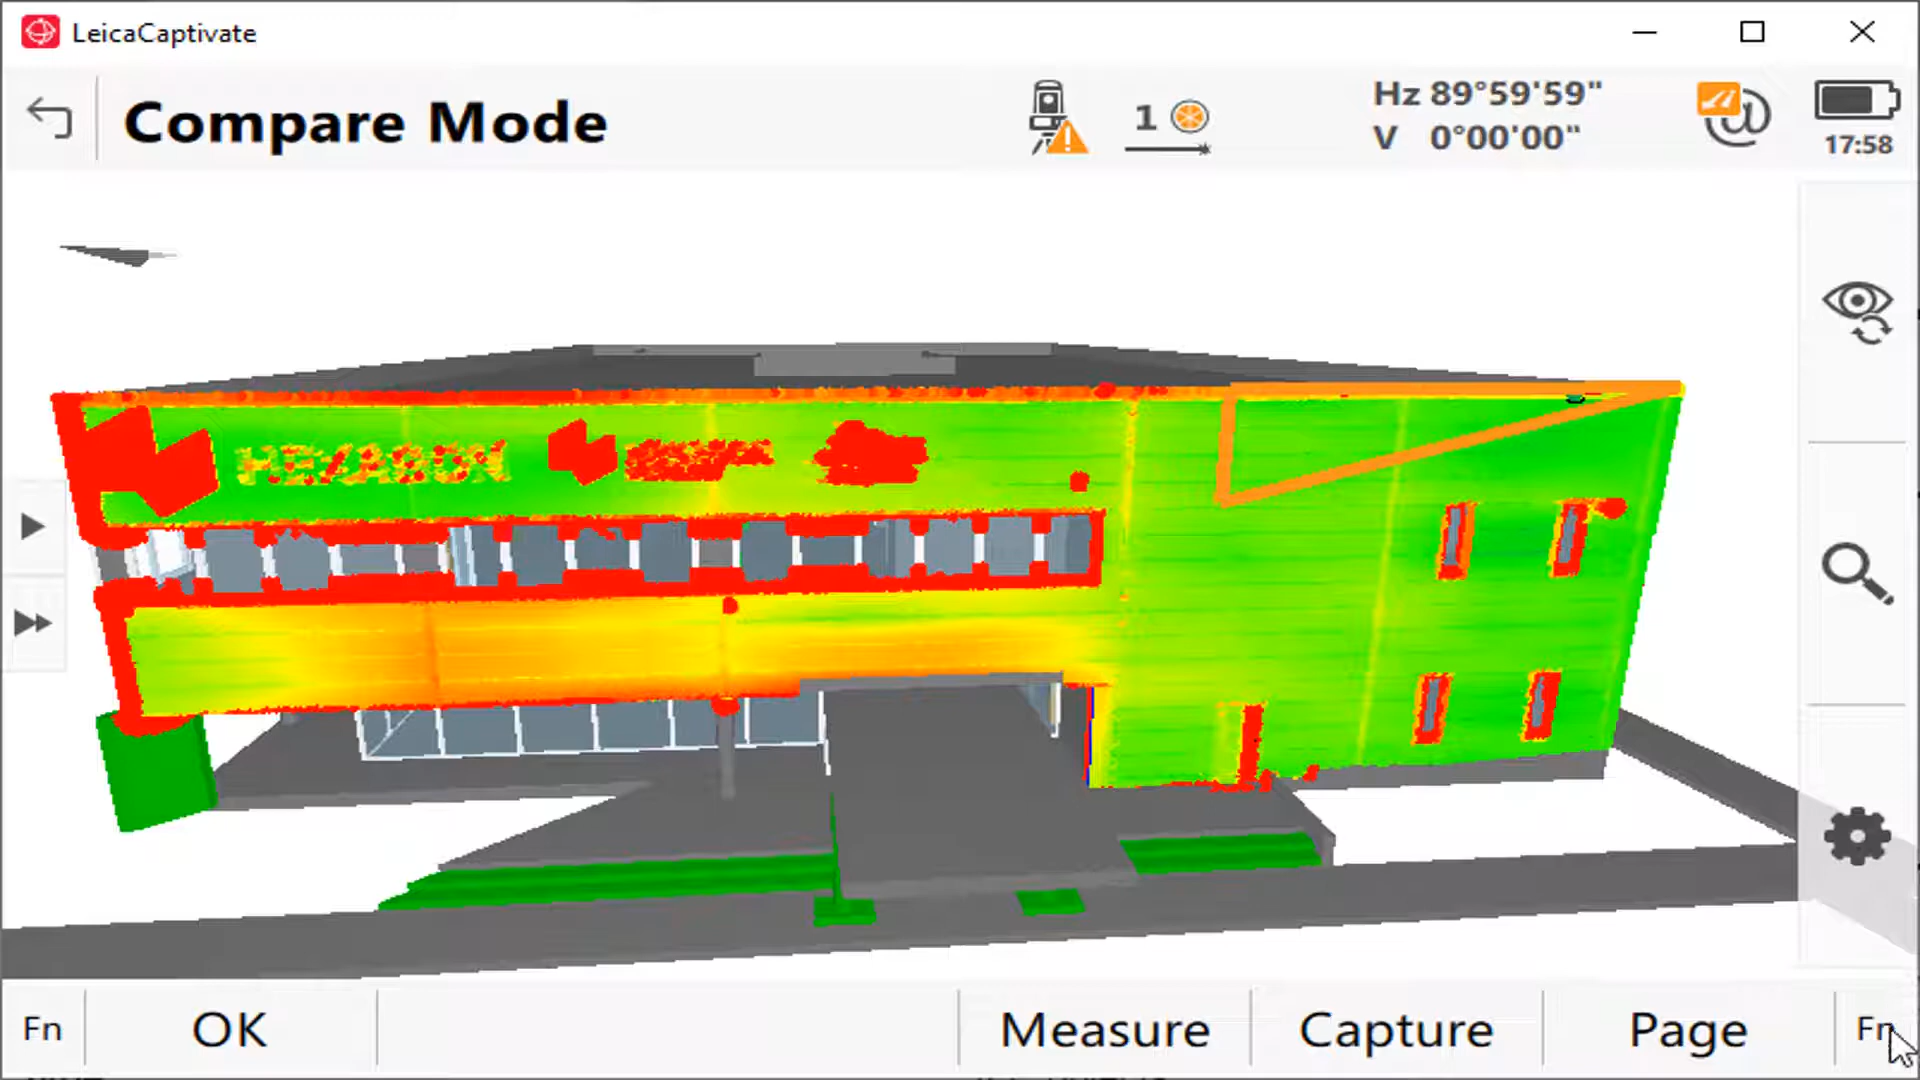 LeicaCaptivate
Compare Mode
1
Hz 89°59'59"
V 0°00'00"
17:58
HEXAGON
Fn
OK
Measure
Capture
Page
Fn